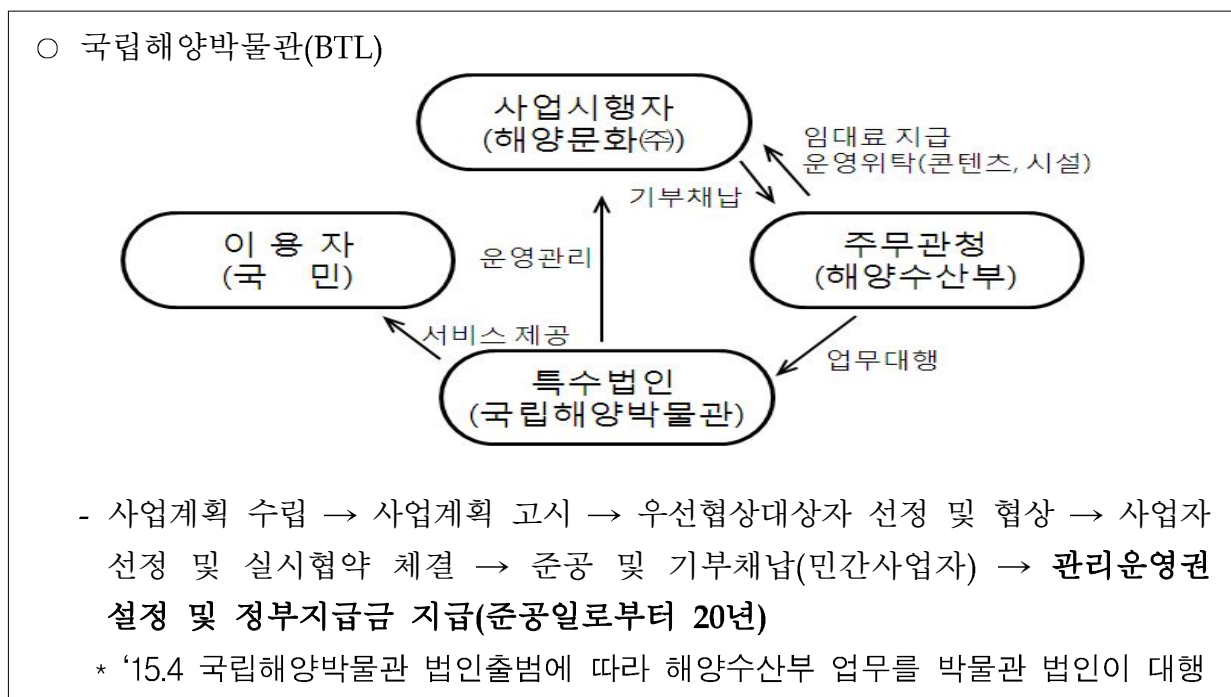 ○ 국립해양박물관(BTL)
사업시행자
(해양문화㈜)
임대료 지급
운영위탁(콘텐츠, 시설)
기부채납
이 용 자
(국 민)
운영관리
주무관청
(해양수산부)
서비스 제공
업무대행
특수법인
(국립해양박물관)
- 사업계획 수립 → 사업계획 고시 → 우선협상대상자 선정 및 협상 → 사업자
선정 및 실시협약 체결 → 준공 및 기부채납(민간사업자) → 관리운영권
설정 및 정부지급금 지급(준공일로부터 20년)
* ‘15.4 국립해양박물관 법인출범에 따라 해양수산부 업무를 박물관 법인이 대행